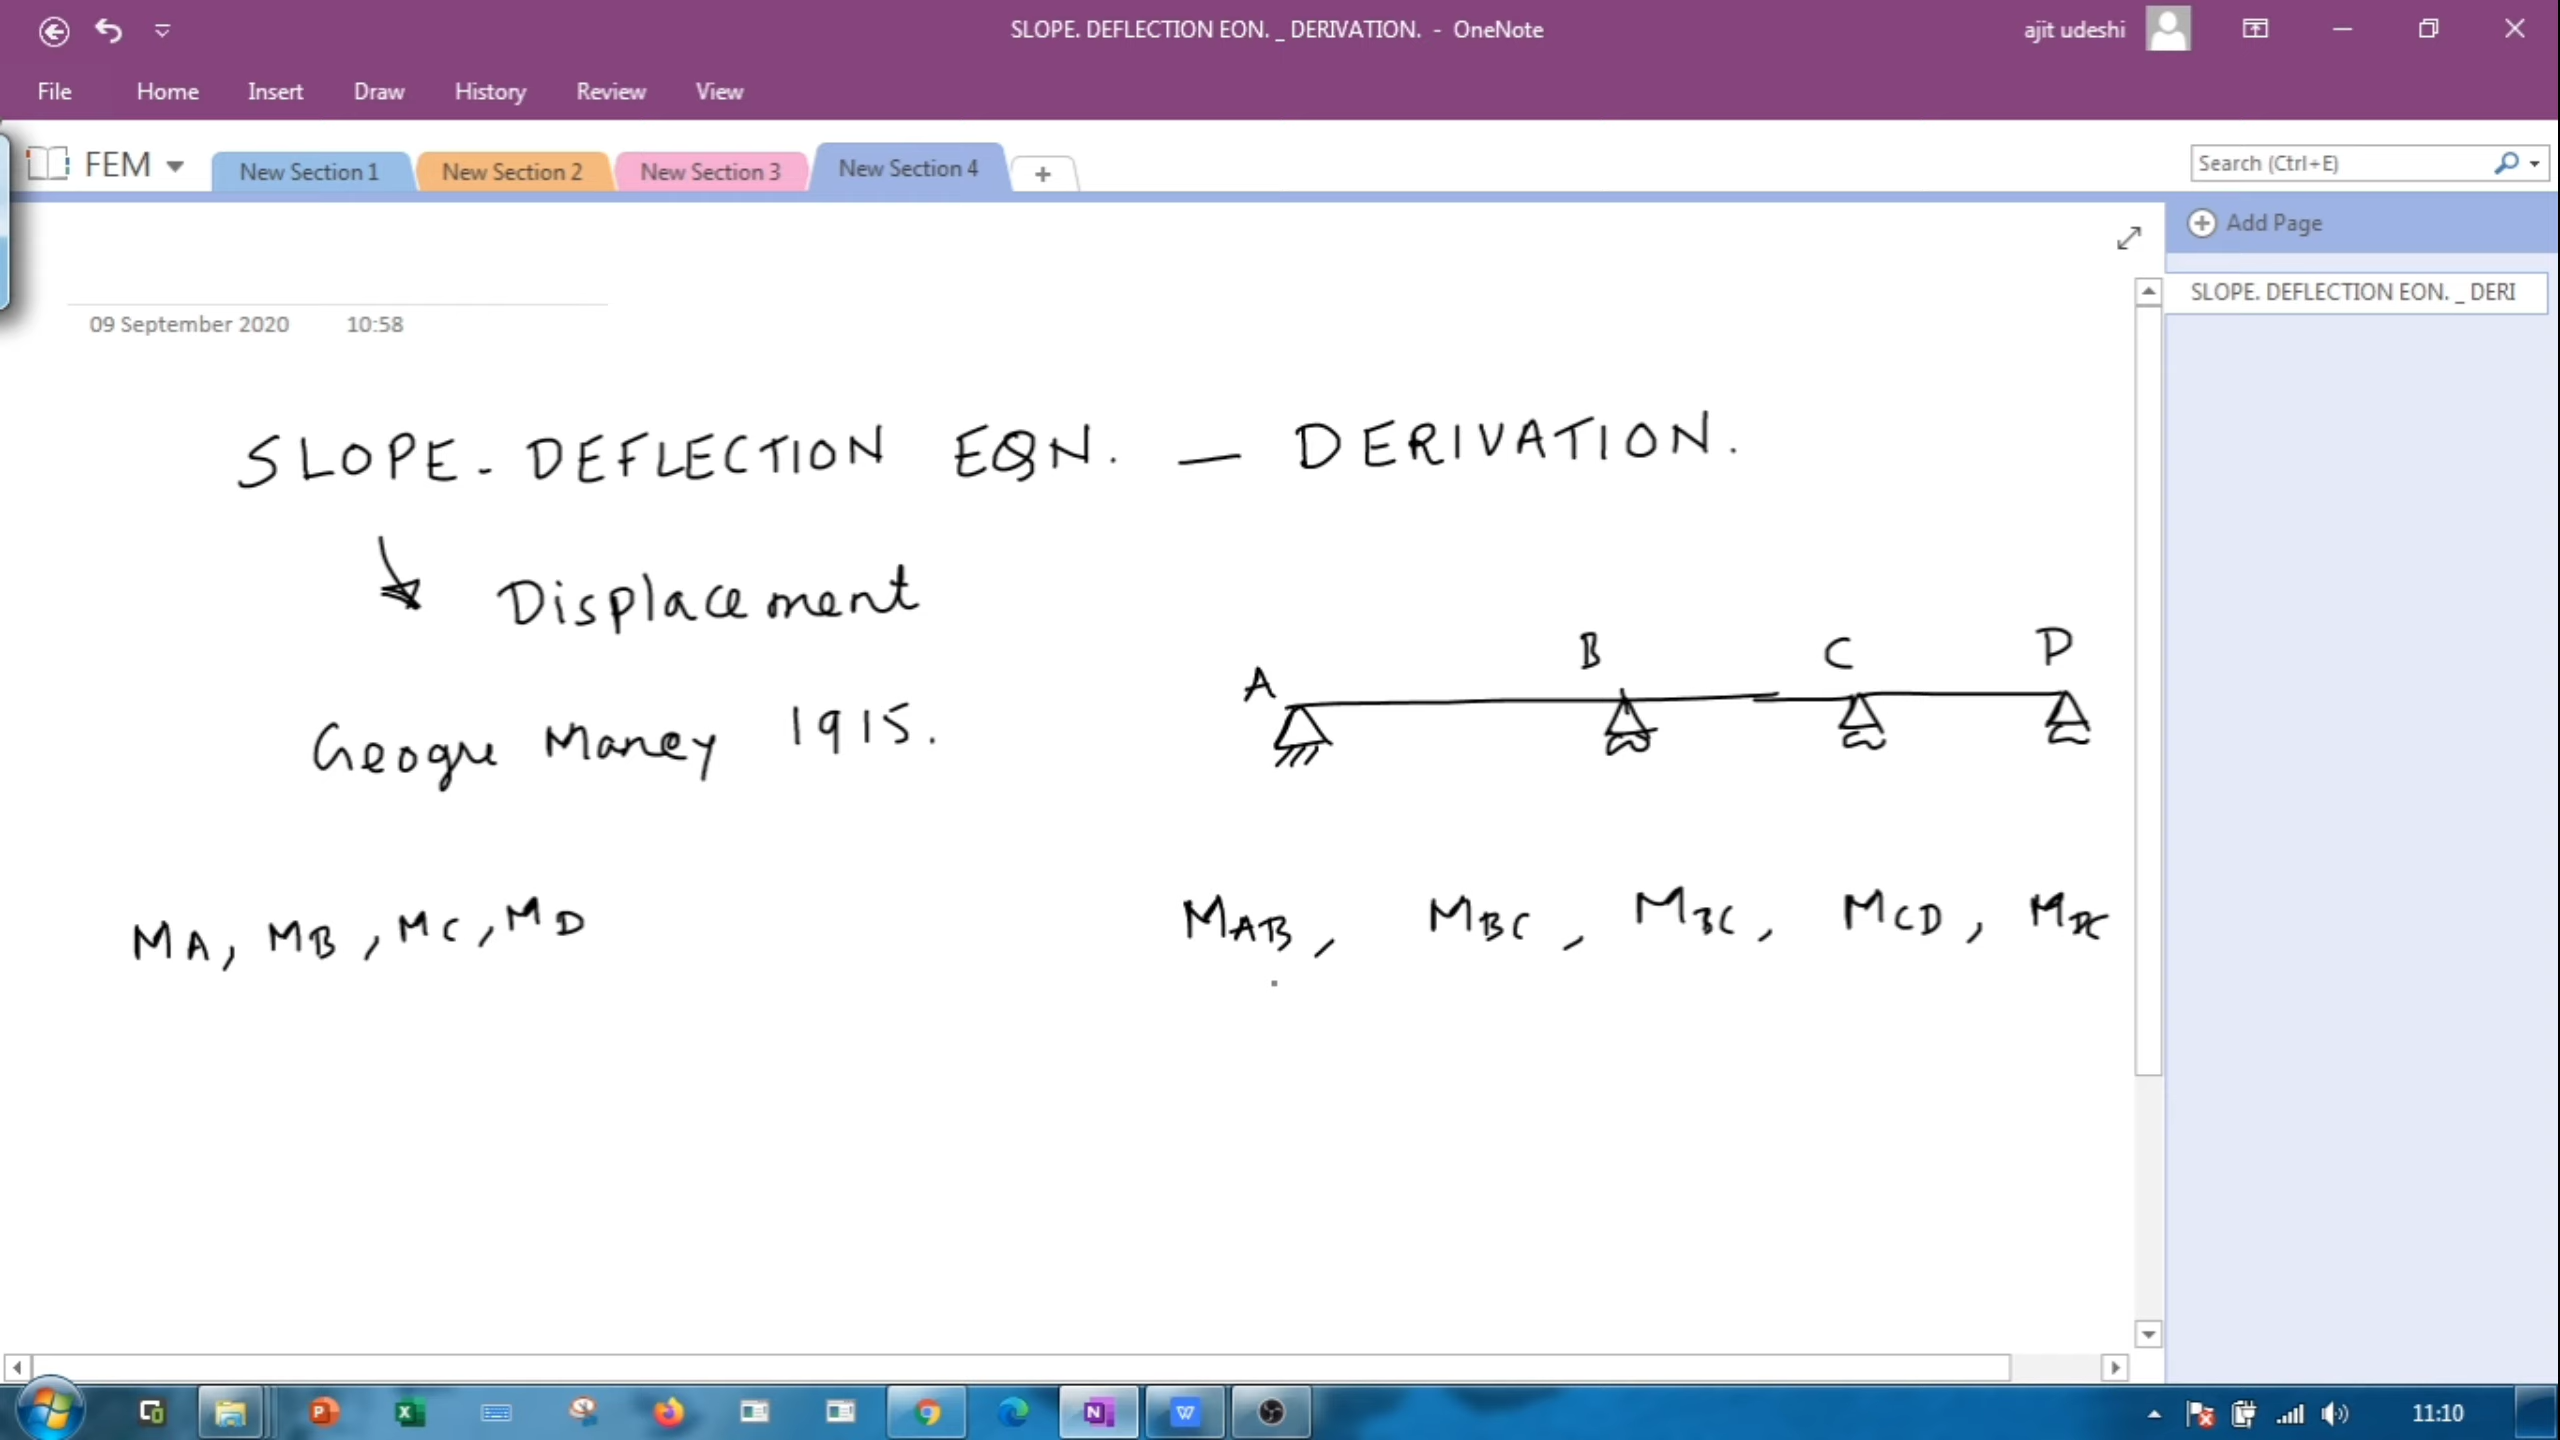 SLOPE. DEFLECTION EON. _ DERIVATION. - OneNote
ajit udeshi
File Home Insert Draw History Review View
FEM New Section 1 New Section 2 New Section 3 New Section 4 +
Search (Ctrl+E)
Add Page
SLOPE. DEFLECTION EON. _ DERI
09 September 2020 10:58
SLOPE - DEFLECTION EQN. — DERIVATION.
Displacement
A B C D
Geogre Maney 1915.
MA, MB, MC, MD
MAB, MBC, MBC, MCD, MDC
11:10